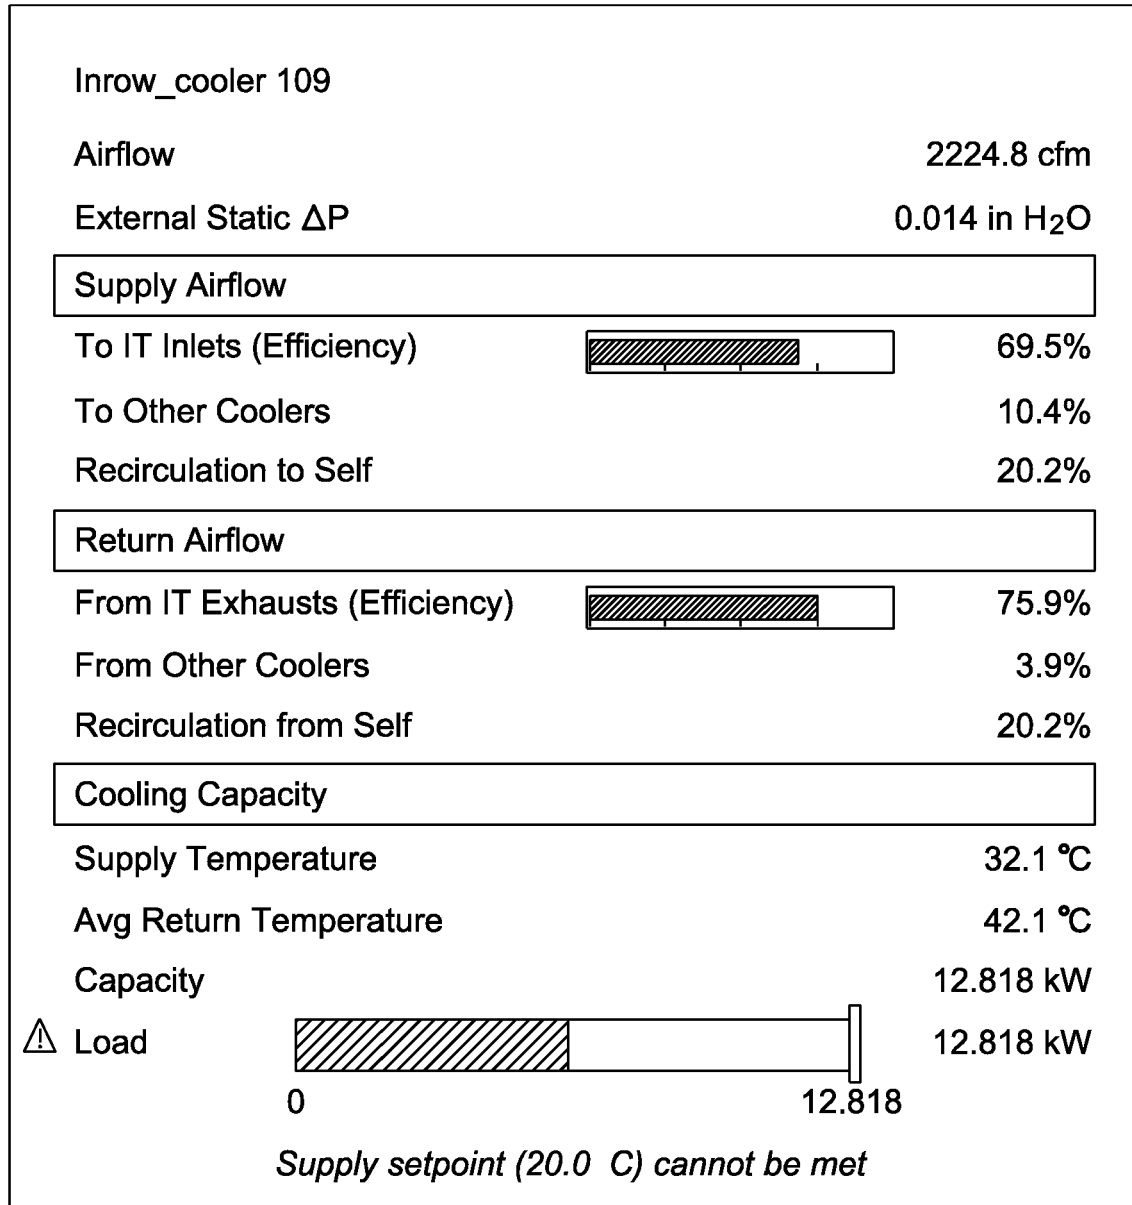 Inrow_cooler 109
Airflow 2224.8 cfm
External Static ΔP 0.014 in H₂O
Supply Airflow
To IT Inlets (Efficiency) 69.5%
To Other Coolers 10.4%
Recirculation to Self 20.2%
Return Airflow
From IT Exhausts (Efficiency) 75.9%
From Other Coolers 3.9%
Recirculation from Self 20.2%
Cooling Capacity
Supply Temperature 32.1 °C
Avg Return Temperature 42.1 °C
Capacity 12.818 kW
Load 12.818 kW
0 12.818
Supply setpoint (20.0 C) cannot be met